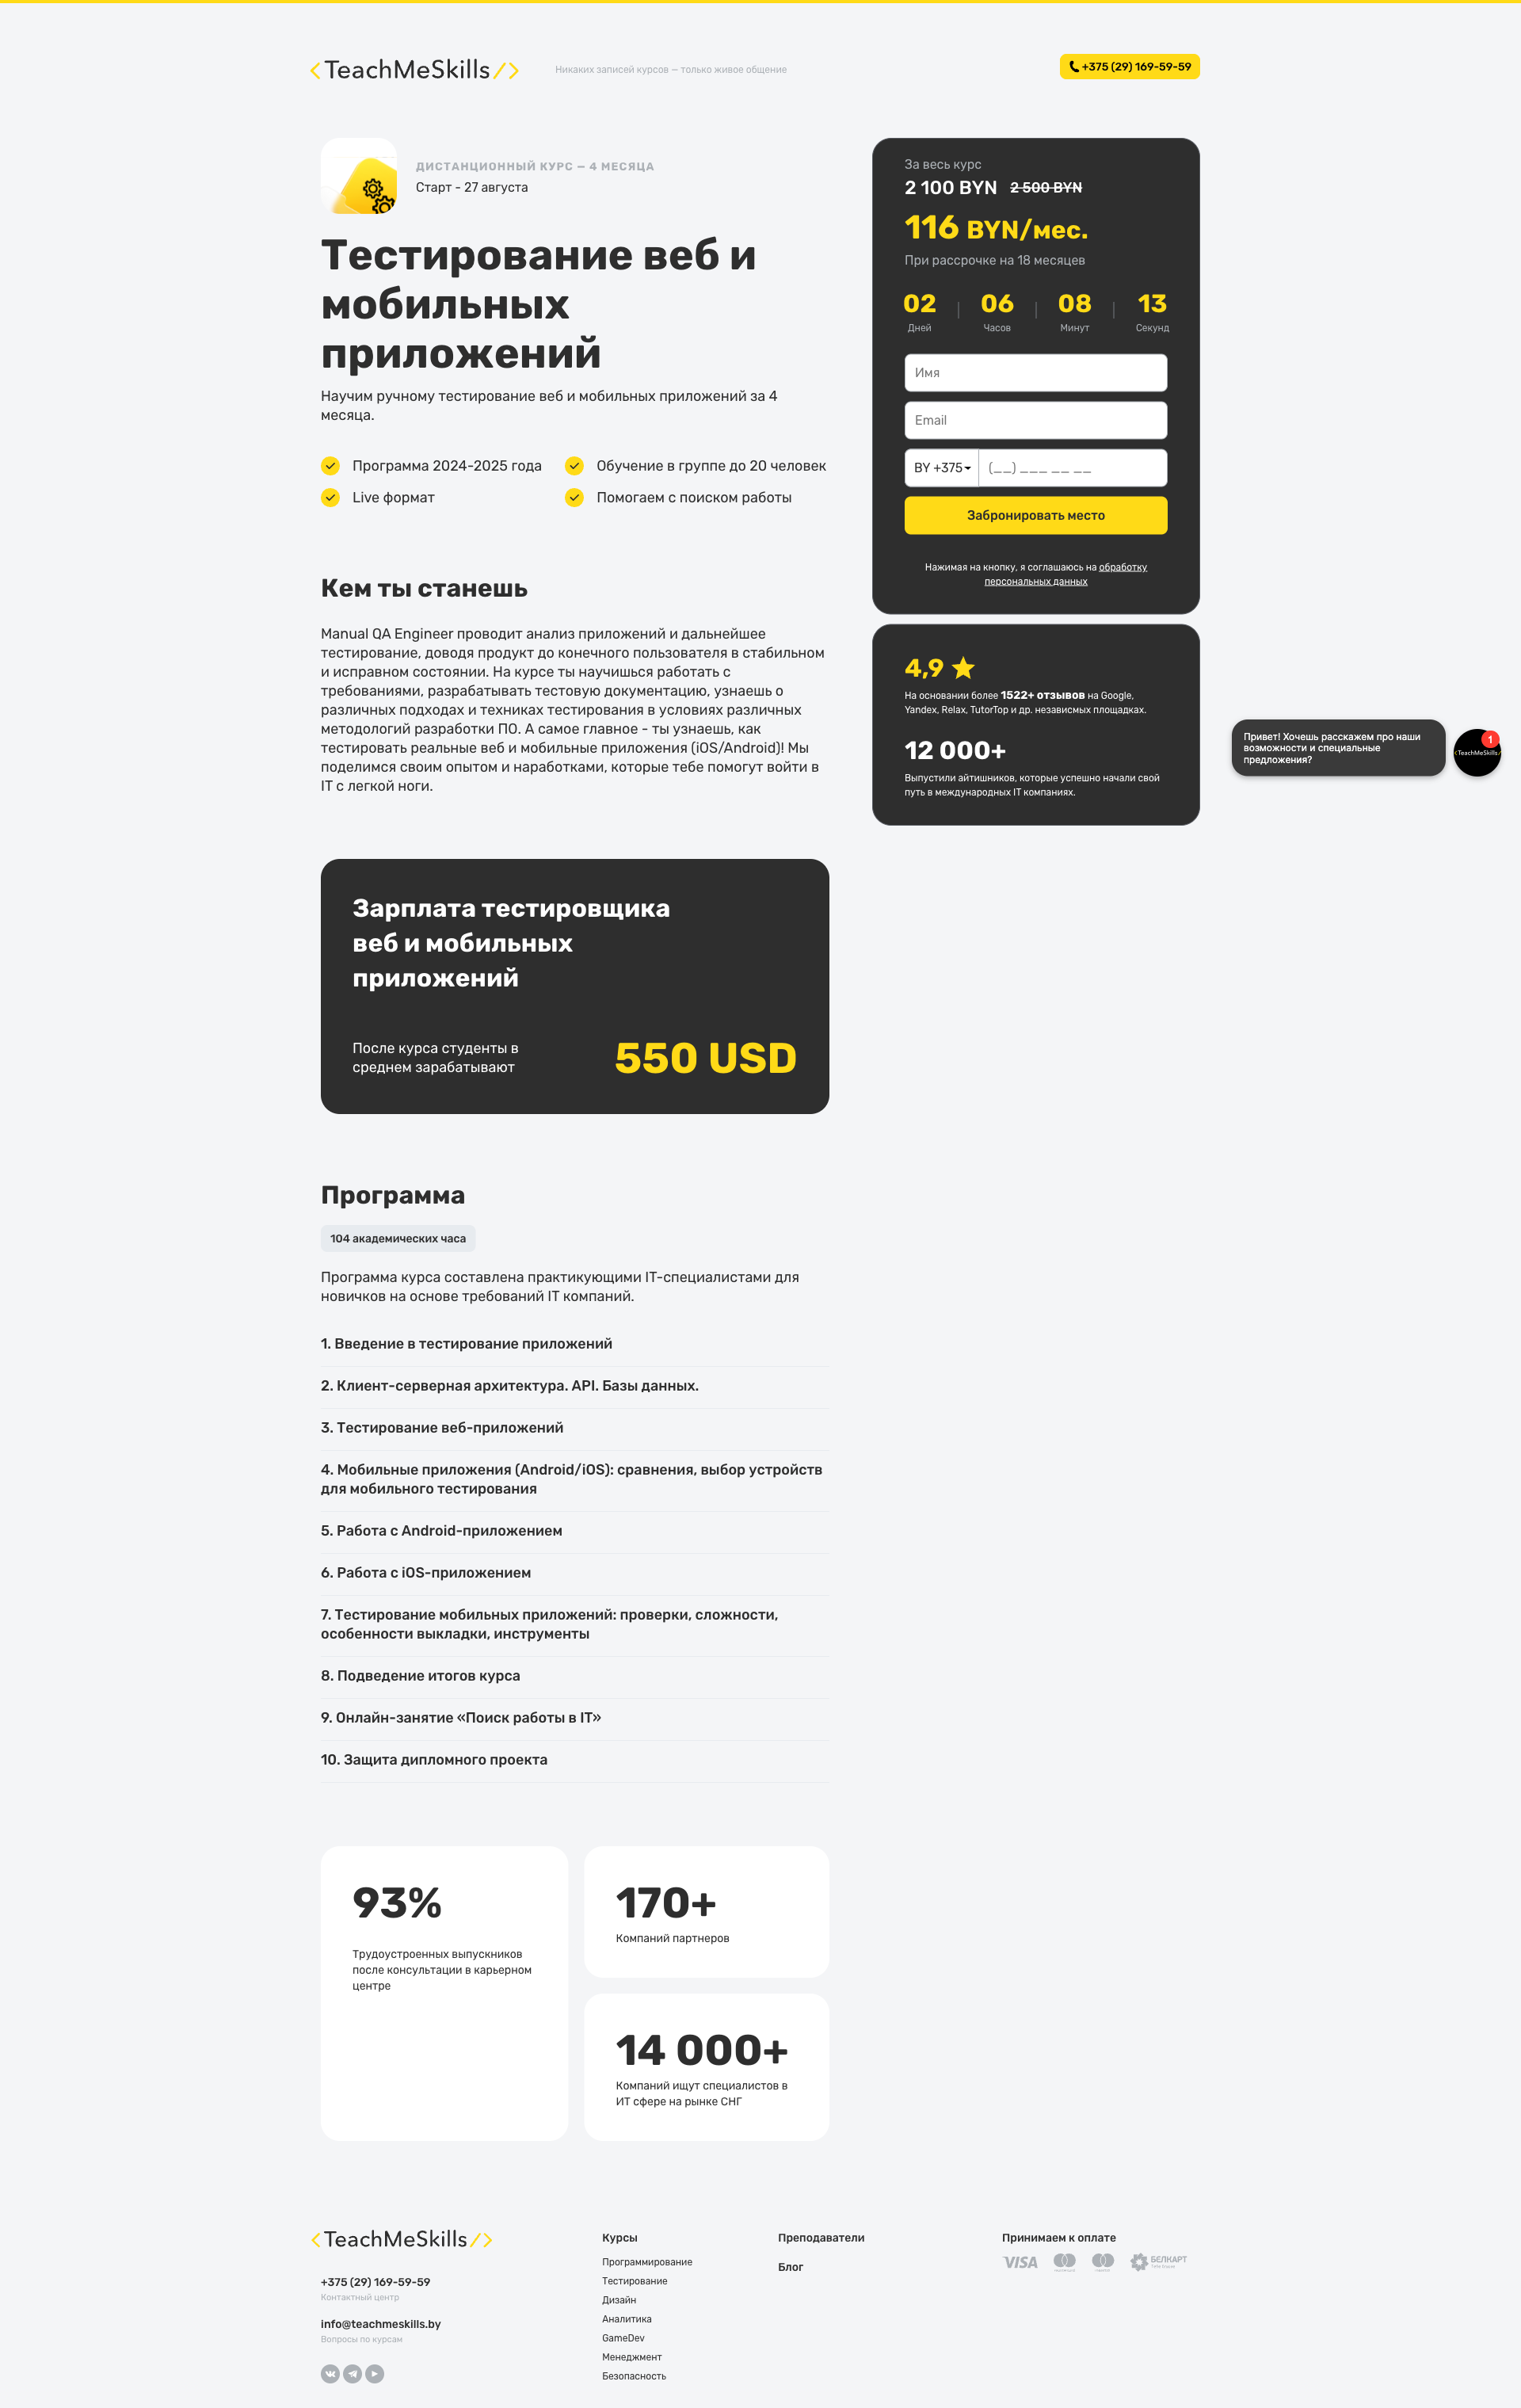 <TeachMeSkills/>
Никаких записей курсов — только живое общение
+375 (29) 169-59-59
ДИСТАНЦИОННЫЙ КУРС — 4 МЕСЯЦА
Старт - 27 августа
Тестирование веб и
мобильных
приложений
Научим ручному тестирование веб и мобильных приложений за 4
месяца.
Программа 2024-2025 года
Обучение в группе до 20 человек
Live формат
Помогаем с поиском работы
За весь курс
2 100 BYN 2 500 BYN
116 BYN/мес.
При рассрочке на 18 месяцев
02 | 06 | 08 | 13
Дней Часов Минут Секунд
Имя
Email
BY +375 (__) ___ __ __
Забронировать место
Нажимая на кнопку, я соглашаюсь на обработку
персональных данных
4,9
На основании более 1522+ отзывов на Google,
Yandex, Relax, TutorTop и др. независмых площадках.
12 000+
Выпустили айтишников, которые успешно начали свой
путь в международных IT компаниях.
Привет! Хочешь расскажем про наши
возможности и специальные
предложения?
1
<TeachMeSkills/
Кем ты станешь
Manual QA Engineer проводит анализ приложений и дальнейшее
тестирование, доводя продукт до конечного пользователя в стабильном
и исправном состоянии. На курсе ты научишься работать с
требованиями, разрабатывать тестовую документацию, узнаешь о
различных подходах и техниках тестирования в условиях различных
методологий разработки ПО. А самое главное - ты узнаешь, как
тестировать реальные веб и мобильные приложения (iOS/Android)! Мы
поделимся своим опытом и наработками, которые тебе помогут войти в
IT с легкой ноги.
Зарплата тестировщика
веб и мобильных
приложений
После курса студенты в
среднем зарабатывают
550 USD
Программа
104 академических часа
Программа курса составлена практикующими IT-специалистами для
новичков на основе требований IT компаний.
1. Введение в тестирование приложений
2. Клиент-серверная архитектура. API. Базы данных.
3. Тестирование веб-приложений
4. Мобильные приложения (Android/iOS): сравнения, выбор устройств
для мобильного тестирования
5. Работа с Android-приложением
6. Работа с iOS-приложением
7. Тестирование мобильных приложений: проверки, сложности,
особенности выкладки, инструменты
8. Подведение итогов курса
9. Онлайн-занятие «Поиск работы в IT»
10. Защита дипломного проекта
93%
Трудоустроенных выпускников
после консультации в карьерном
центре
170+
Компаний партнеров
14 000+
Компаний ищут специалистов в
ИТ сфере на рынке СНГ
<TeachMeSkills/>
+375 (29) 169-59-59
Контактный центр
info@teachmeskills.by
Вопросы по курсам
Курсы
Программирование
Тестирование
Дизайн
Аналитика
GameDev
Менеджмент
Безопасность
Преподаватели
Блог
Принимаем к оплате
VISA
БЕЛКАРТ